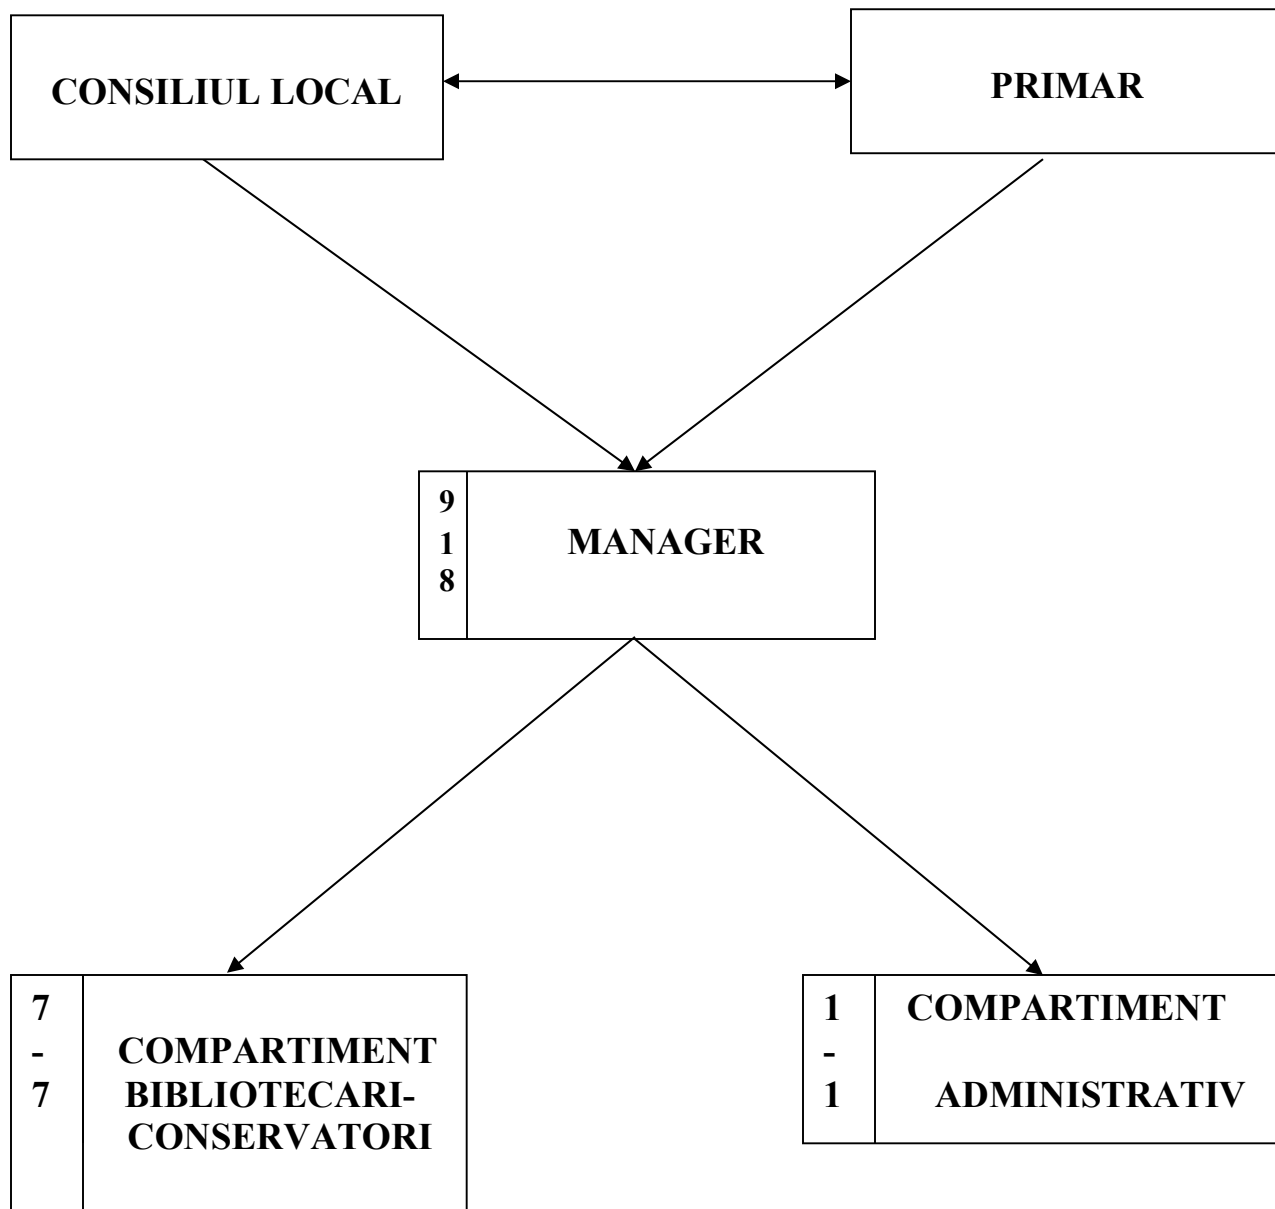 CONSILIUL LOCAL
PRIMAR
9
1
8
MANAGER
7
-
7
COMPARTIMENT
BIBLIOTECARI-
CONSERVATORI
1
-
1
COMPARTIMENT
ADMINISTRATIV